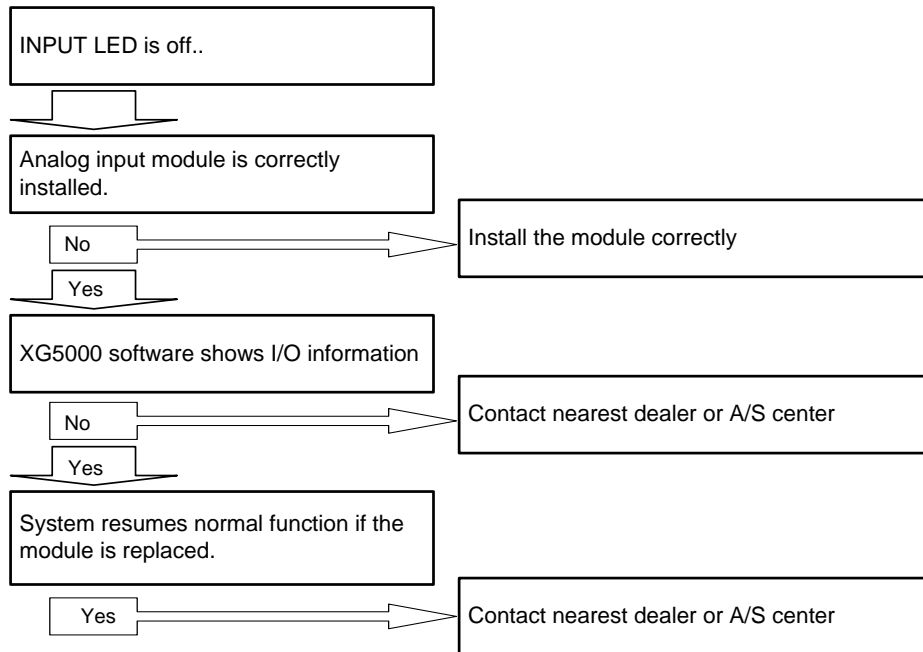 INPUT LED is off..
Analog input module is correctly
installed.
No
Install the module correctly
Yes
XG5000 software shows I/O information
No
Contact nearest dealer or A/S center
Yes
System resumes normal function if the
module is replaced.
Yes
Contact nearest dealer or A/S center